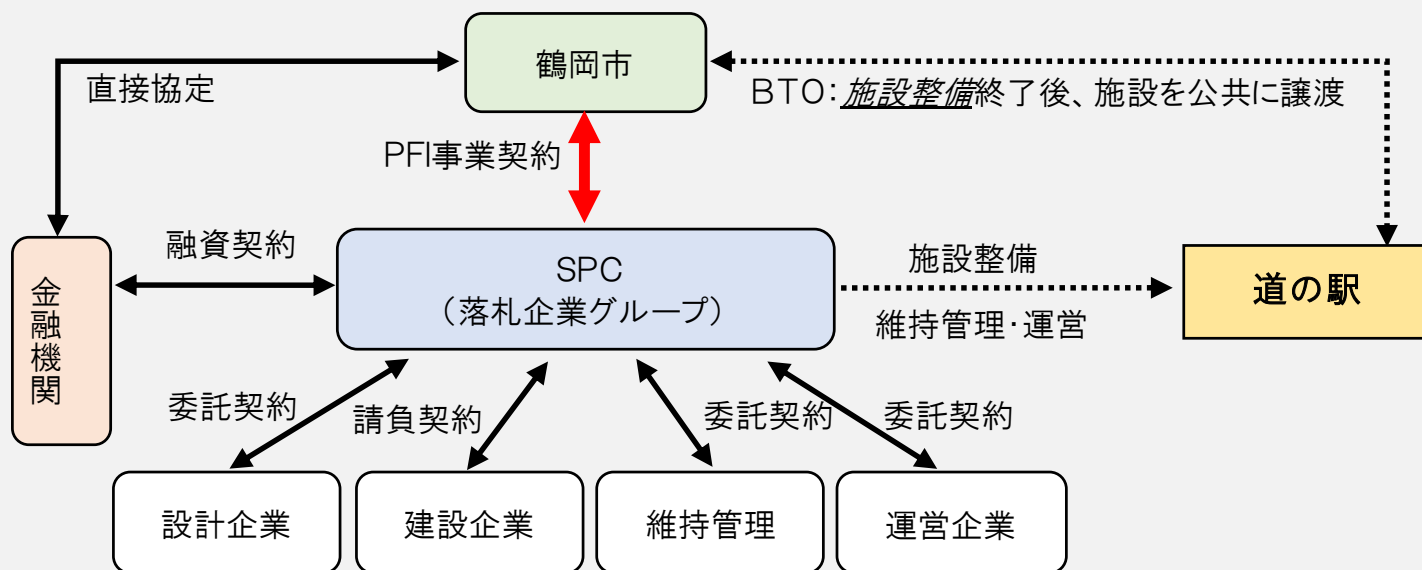 鶴岡市
直接協定
BTO：施設整備終了後、施設を公共に譲渡
PFI事業契約
融資契約
金融機関
SPC
（落札企業グループ）
施設整備
維持管理・運営
道の駅
委託契約
請負契約
委託契約
委託契約
設計企業
建設企業
維持管理
運営企業